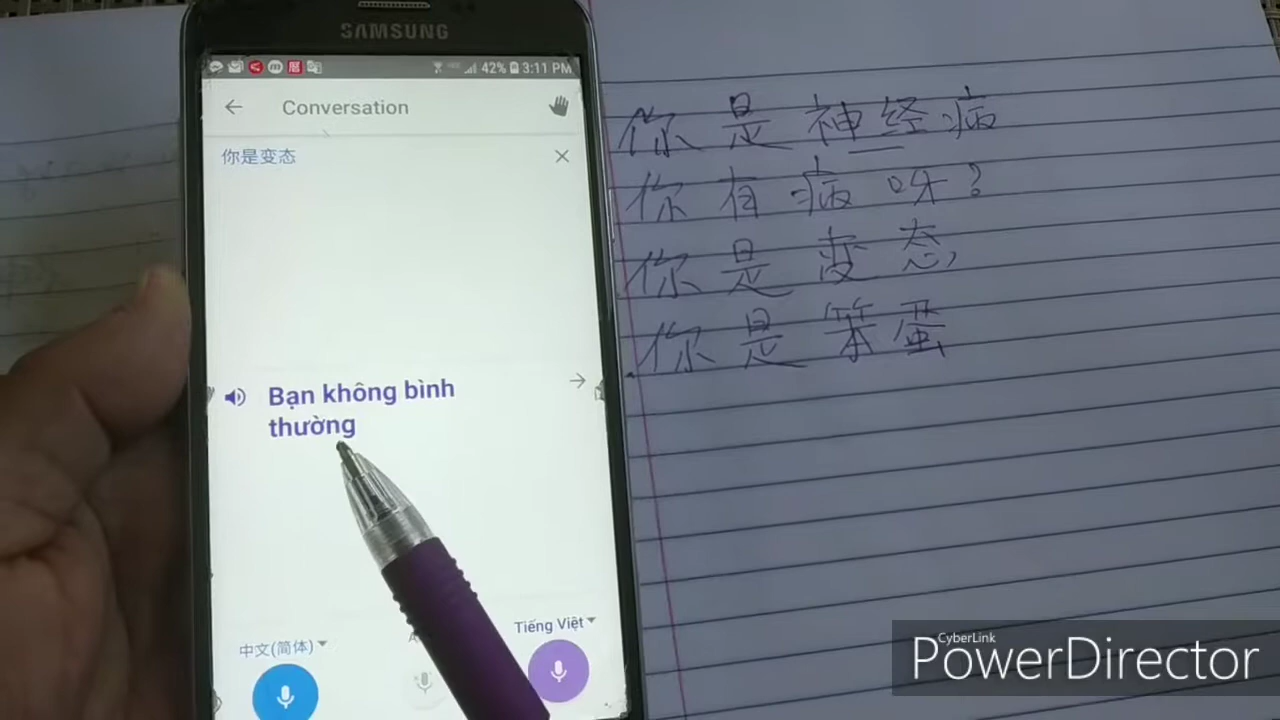 SAMSUNG
42% 3:11 PM
Conversation
你是变态
Bạn không bình
thường
中文(简体)
Tiếng Việt
你是神经病
你有病呀?
你是变态,
你是笨蛋
CyberLink
PowerDirector